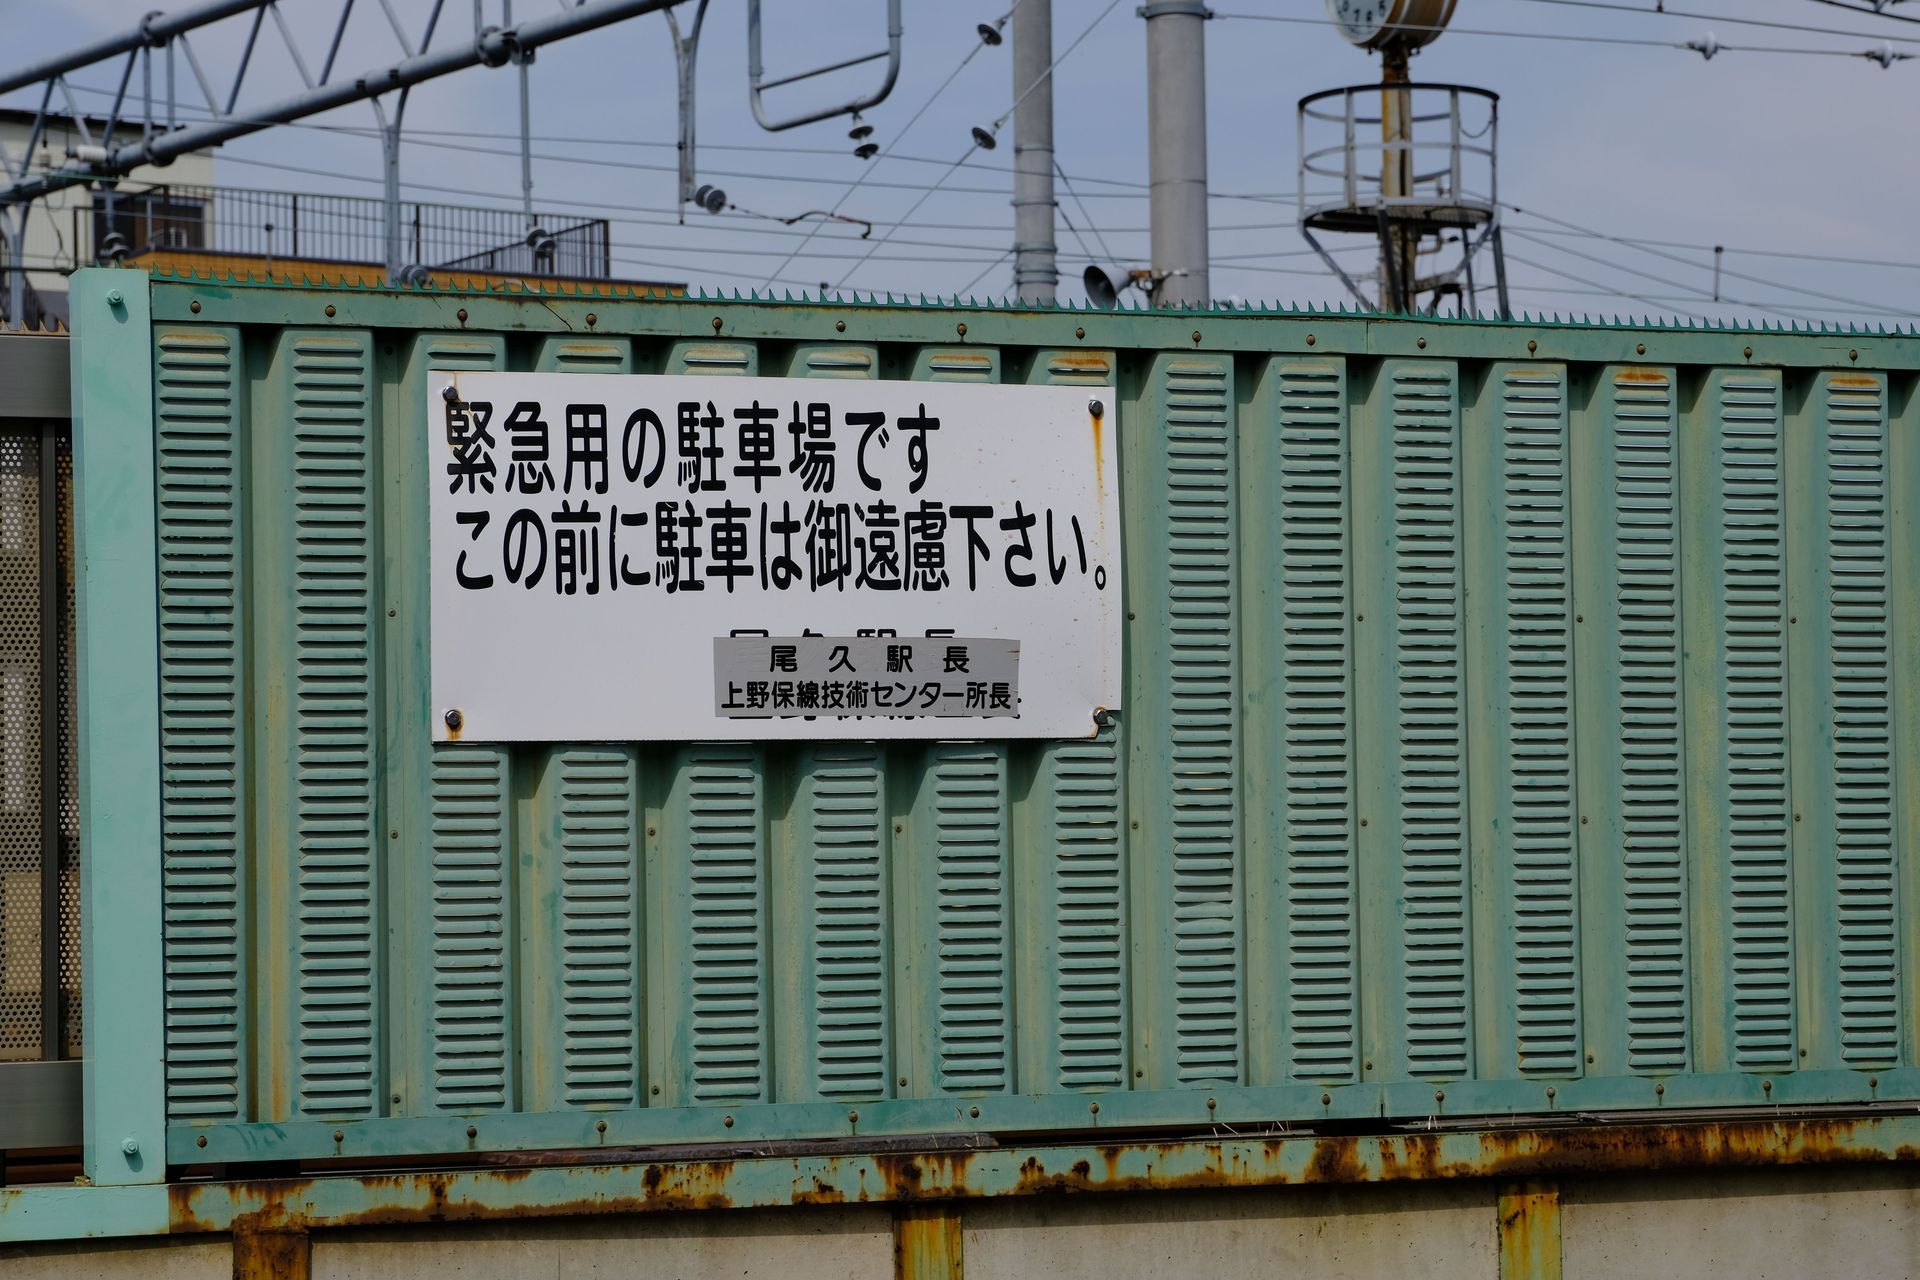 緊急用の駐車場です
この前に駐車は御遠慮下さい。
尾久駅長
上野保線技術センター所長